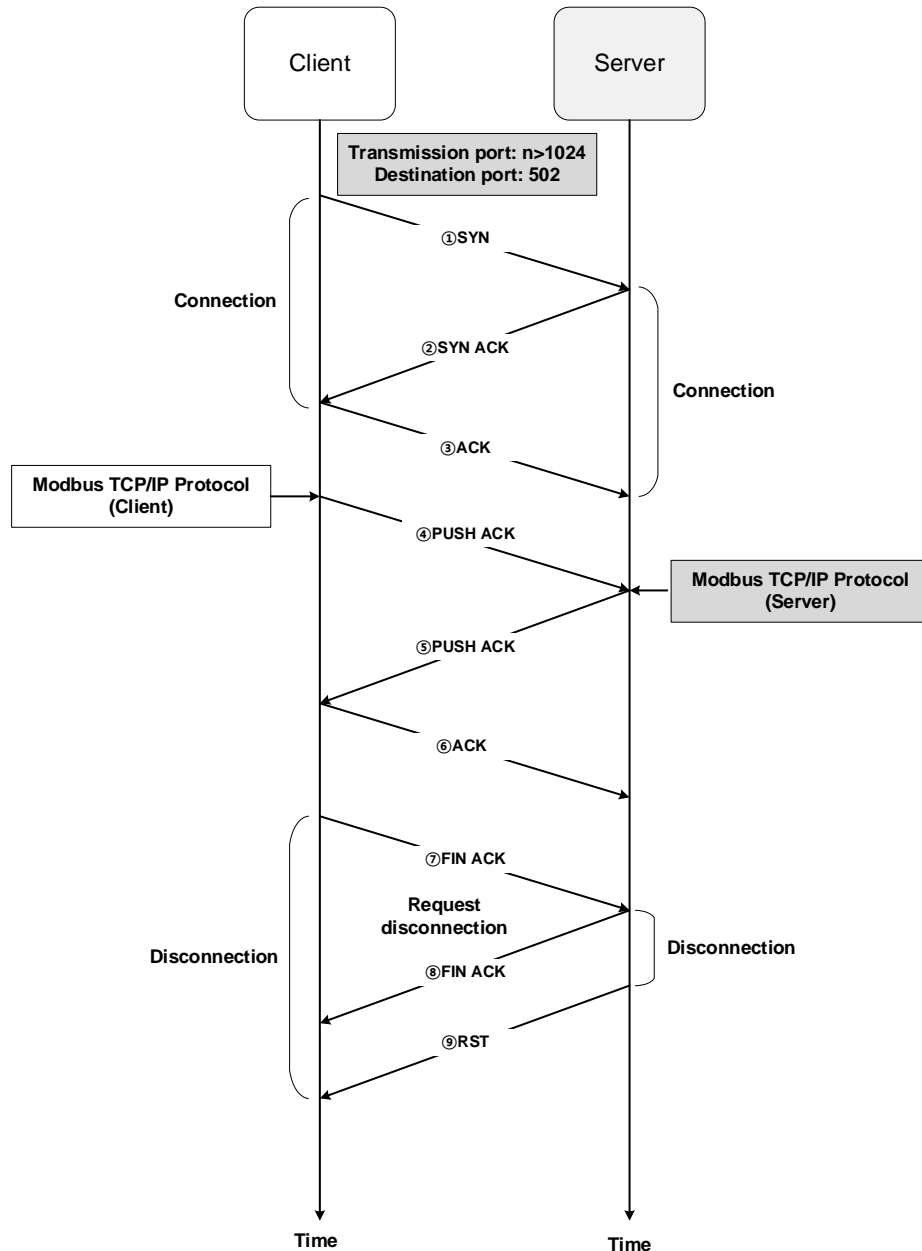 Client
Server
Transmission port: n>1024
Destination port: 502
①SYN
Connection
②SYN ACK
Connection
③ACK
Modbus TCP/IP Protocol
(Client)
④PUSH ACK
Modbus TCP/IP Protocol
(Server)
⑤PUSH ACK
⑥ACK
⑦FIN ACK
Request
disconnection
Disconnection
Disconnection
⑧FIN ACK
⑨RST
Time
Time